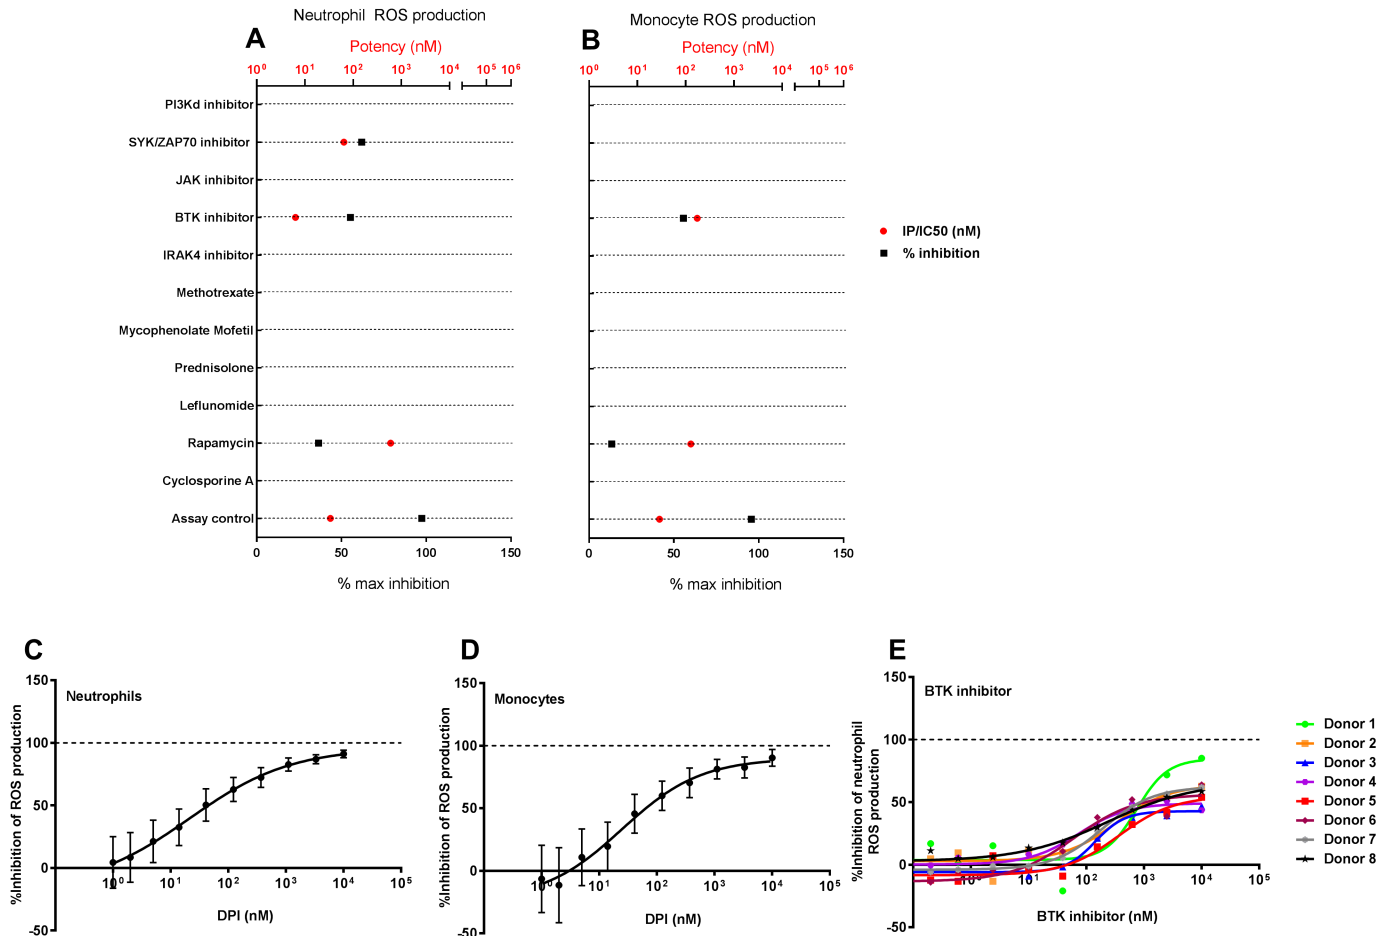 Neutrophil ROS production
Monocyte ROS production
A
B
Potency (nM)
Potency (nM)
10⁰ 10¹ 10² 10³ 10⁴ 10⁵ 10⁶
10⁰ 10¹ 10² 10³ 10⁴ 10⁵ 10⁶
PI3Kd inhibitor
SYK/ZAP70 inhibitor
JAK inhibitor
BTK inhibitor
IRAK4 inhibitor
Methotrexate
Mycophenolate Mofetil
Prednisolone
Leflunomide
Rapamycin
Cyclosporine A
Assay control
0 50 100 150
0 50 100 150
% max inhibition
% max inhibition
IP/IC50 (nM)
% inhibition
C
Neutrophils
%Inhibition of ROS production
150
100
50
0
-50
10⁰ 10¹ 10² 10³ 10⁴ 10⁵
DPI (nM)
D
Monocytes
%Inhibition of ROS production
150
100
50
0
-50
10⁰ 10¹ 10² 10³ 10⁴ 10⁵
DPI (nM)
E
BTK inhibitor
%Inhibition of neutrophil
ROS production
150
100
50
0
-50
10¹ 10² 10³ 10⁴ 10⁵
BTK inhibitor (nM)
Donor 1
Donor 2
Donor 3
Donor 4
Donor 5
Donor 6
Donor 7
Donor 8